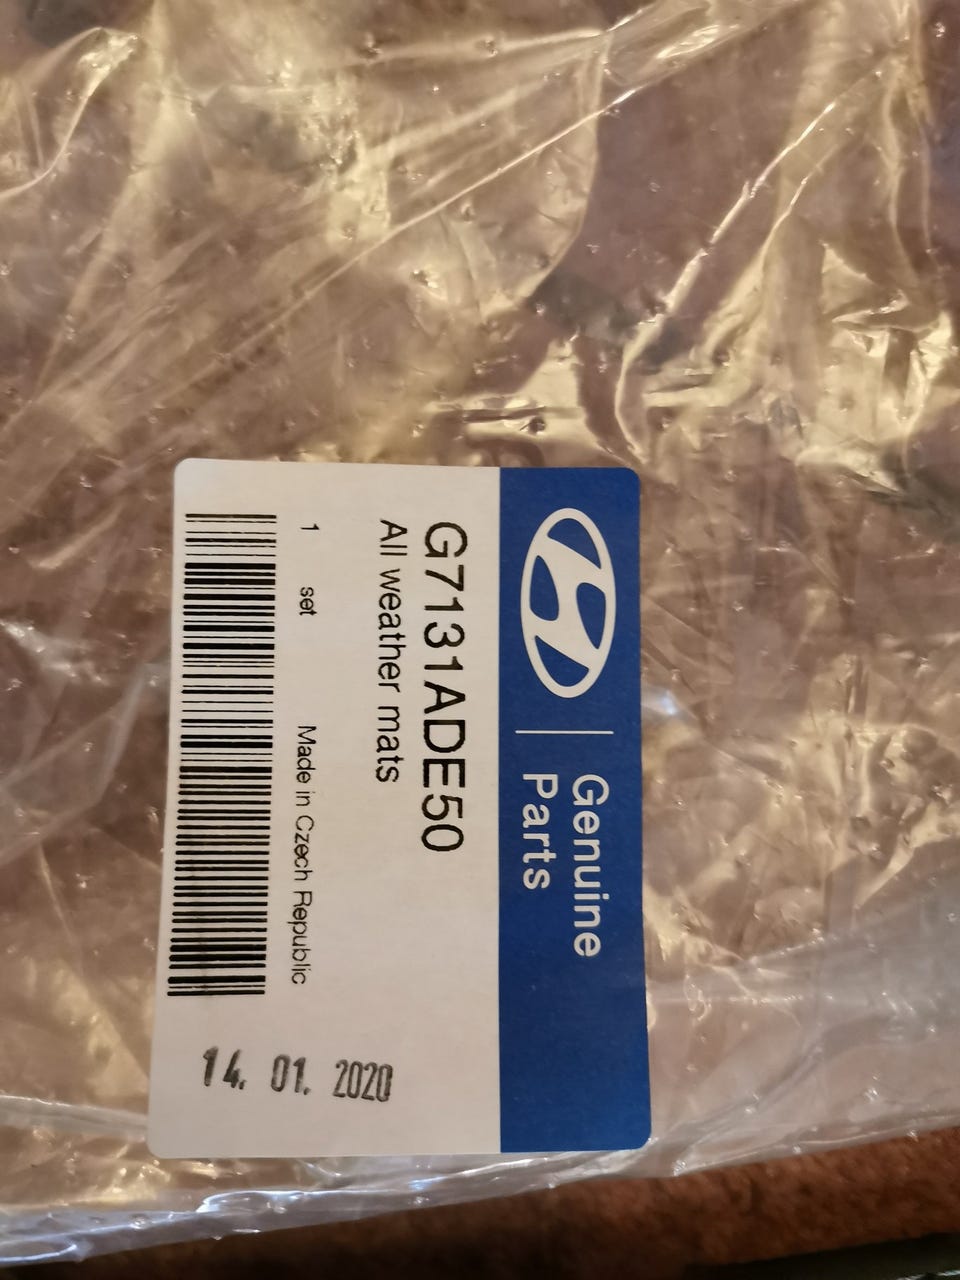 Genuine
Parts
G7131ADE50
All weather mats
1 set Made in Czech Republic
14. 01. 2020